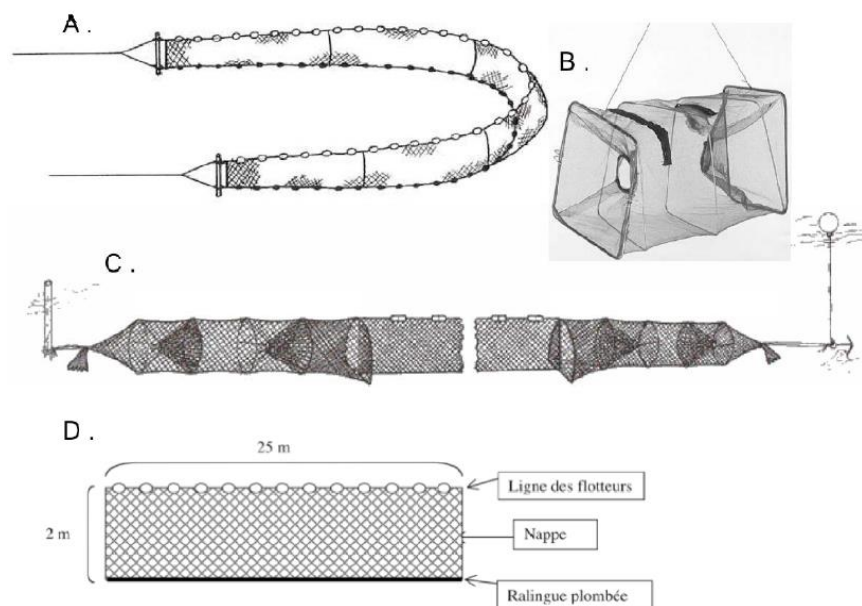 A .
B .
C .
D .
25 m
Ligne des flotteurs
2 m
Nappe
Ralingue plombée